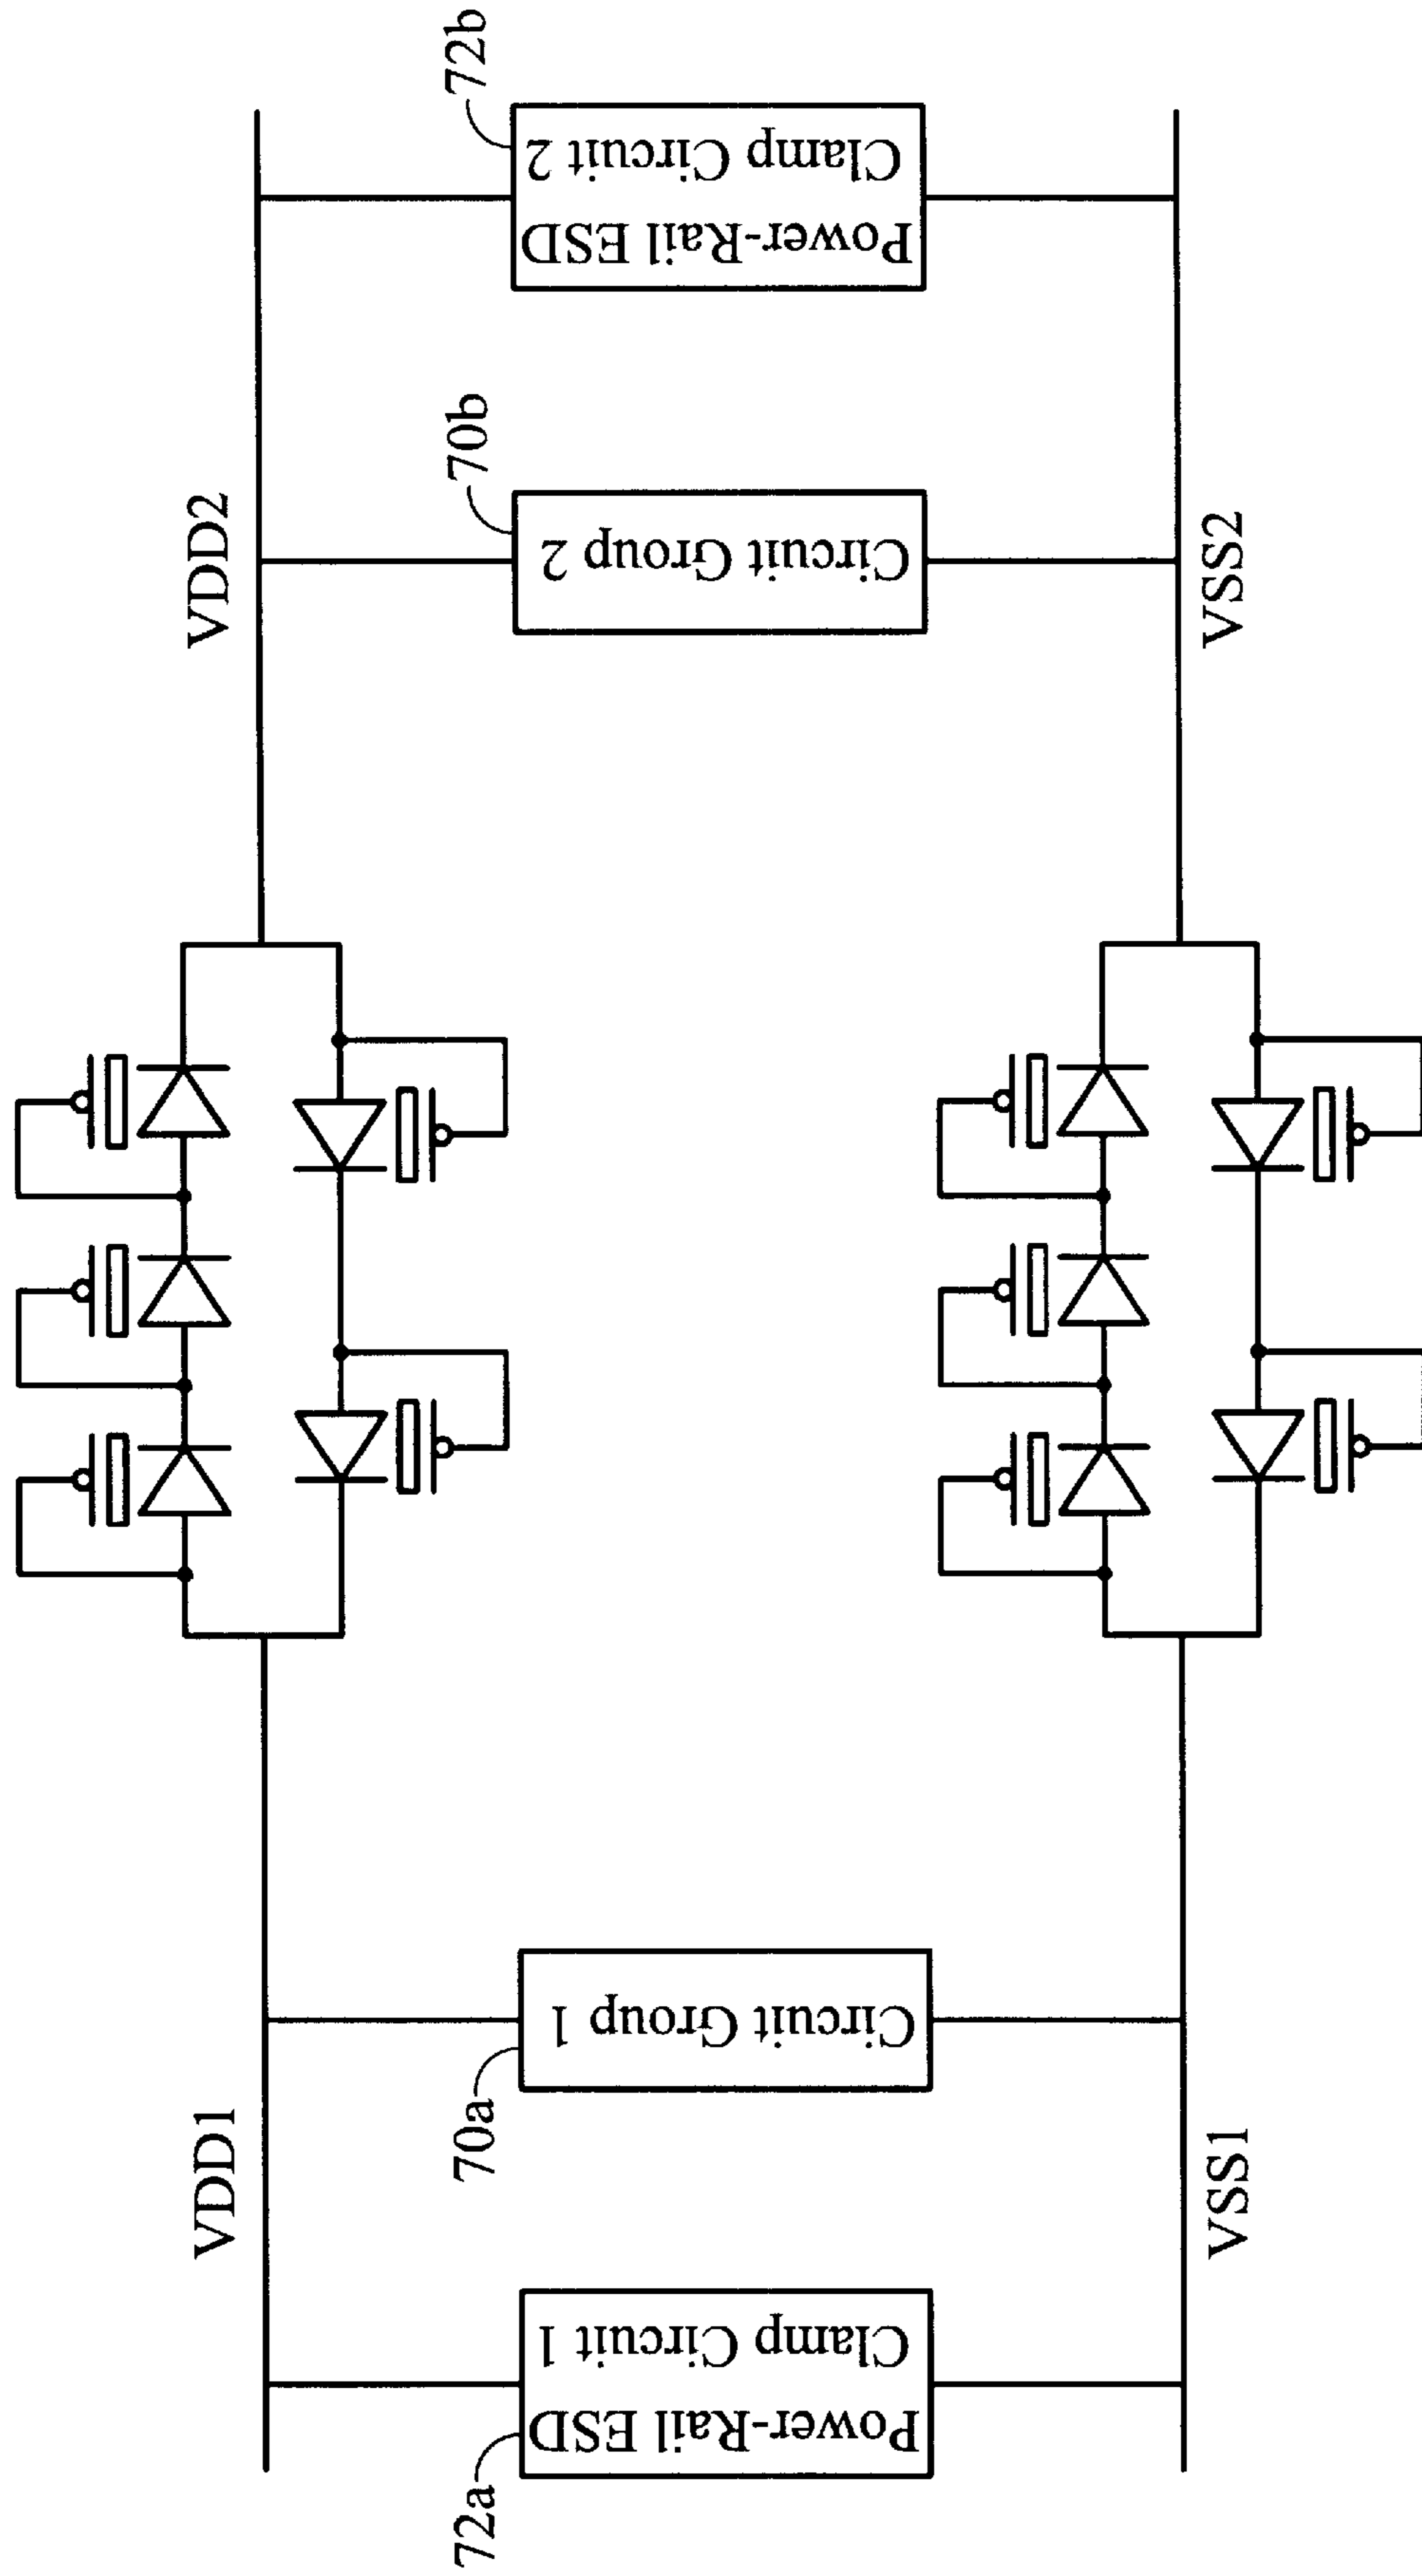 VDD1
VDD2
72a
Power-Rail ESD
Clamp Circuit 1
70a
Circuit Group 1
70b
Circuit Group 2
72b
Power-Rail ESD
Clamp Circuit 2
VSS1
VSS2